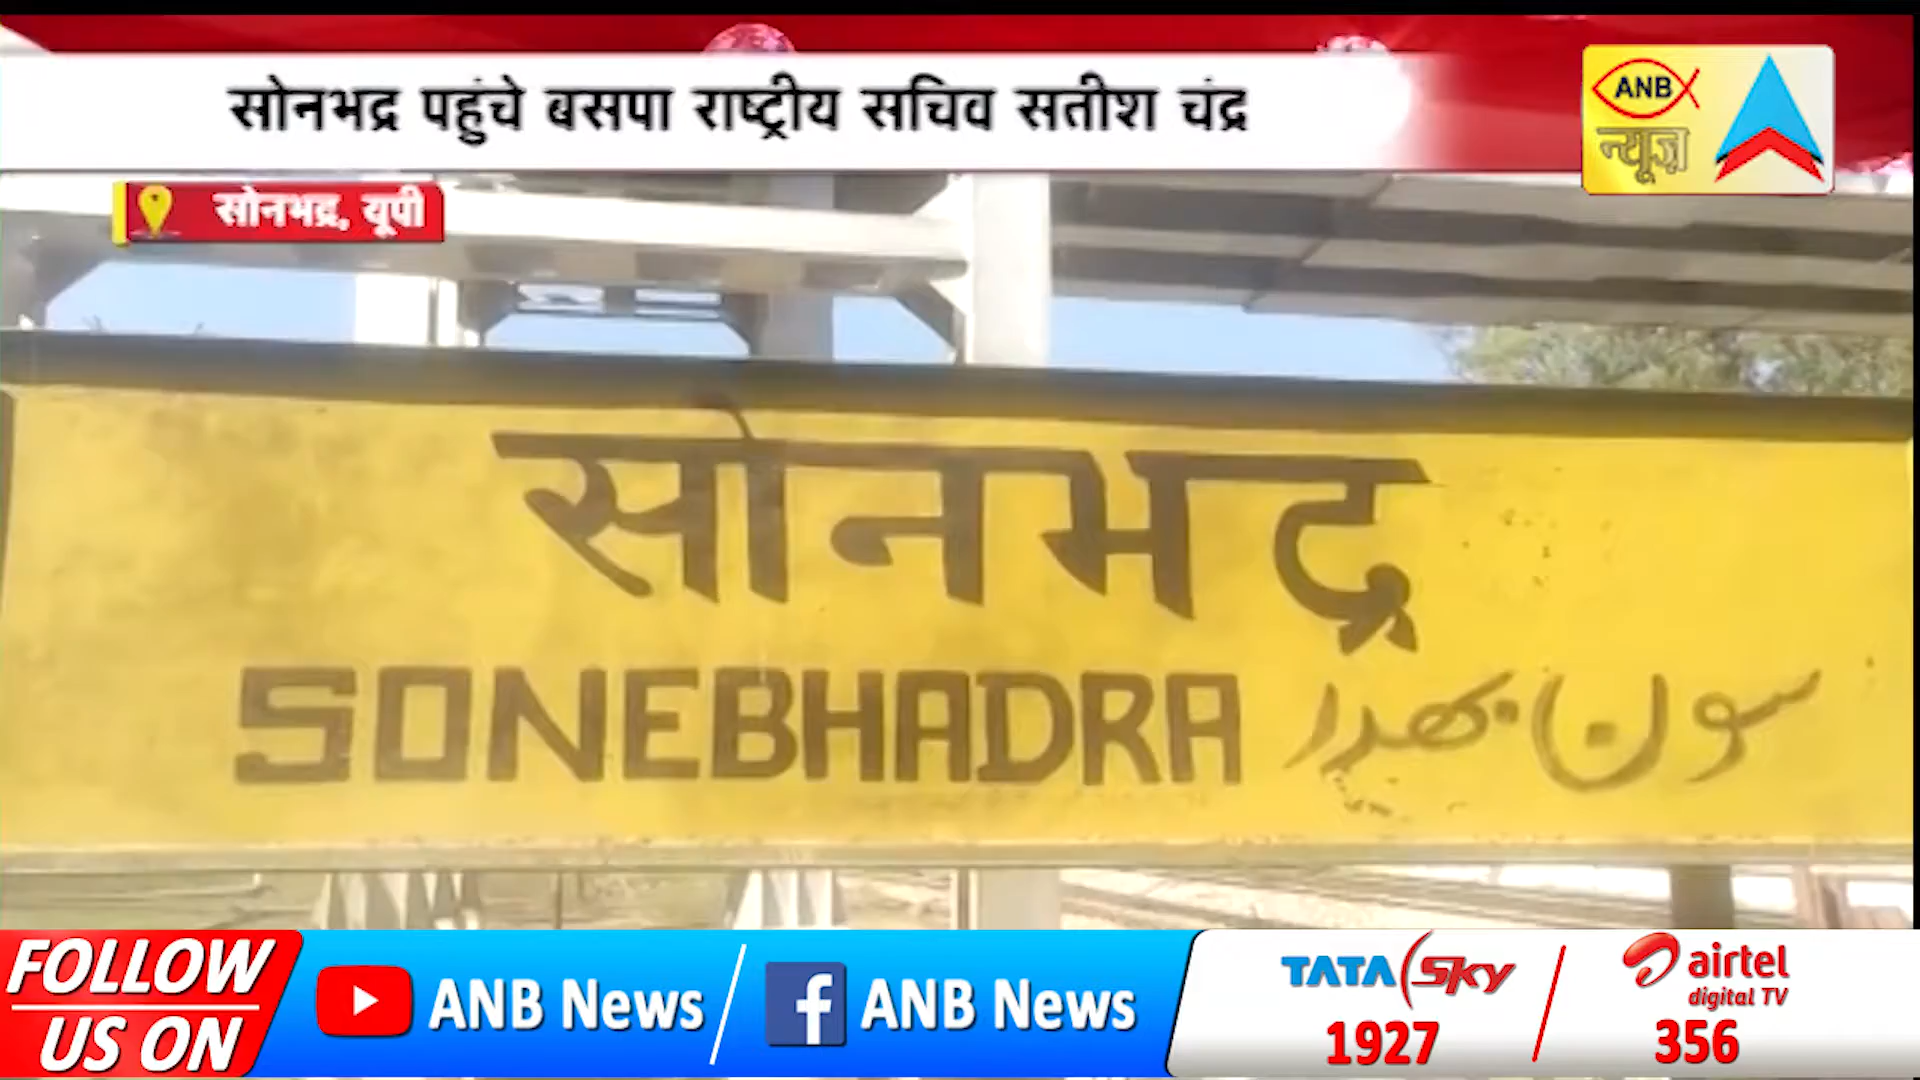 सोनभद्र पहुंचे बसपा राष्ट्रीय सचिव सतीश चंद्र
ANB
न्यूज़
सोनभद्र, यूपी
सोनभद्र
SONEBHADRA سون بھدرا
FOLLOW
US ON
ANB News
ANB News
TATA Sky
1927
airtel
digital TV
356